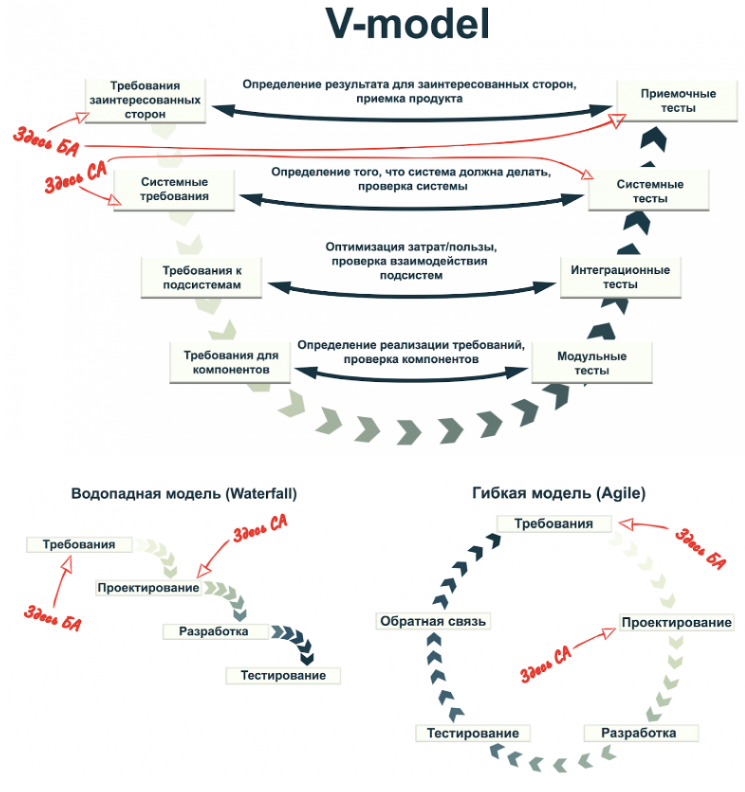 V-model
Требования
заинтересованных
сторон
Определение результата для заинтересованных сторон,
приемка продукта
Приемочные
тесты
Здесь БА
Здесь СА
Системные
требования
Определение того, что система должна делать,
проверка системы
Системные
тесты
Требования к
подсистемам
Оптимизация затрат/пользы,
проверка взаимодействия
подсистем
Интеграционные
тесты
Требования для
компонентов
Определение реализации требований,
проверка компонентов
Модульные
тесты
Водопадная модель (Waterfall)
Требования
Здесь СА
Проектирование
Здесь БА
Разработка
Тестирование
Гибкая модель (Agile)
Требования
Здесь БА
Обратная связь
Проектирование
Здесь СА
Тестирование
Разработка